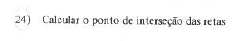 24) Calcular o ponto de interseção das retas